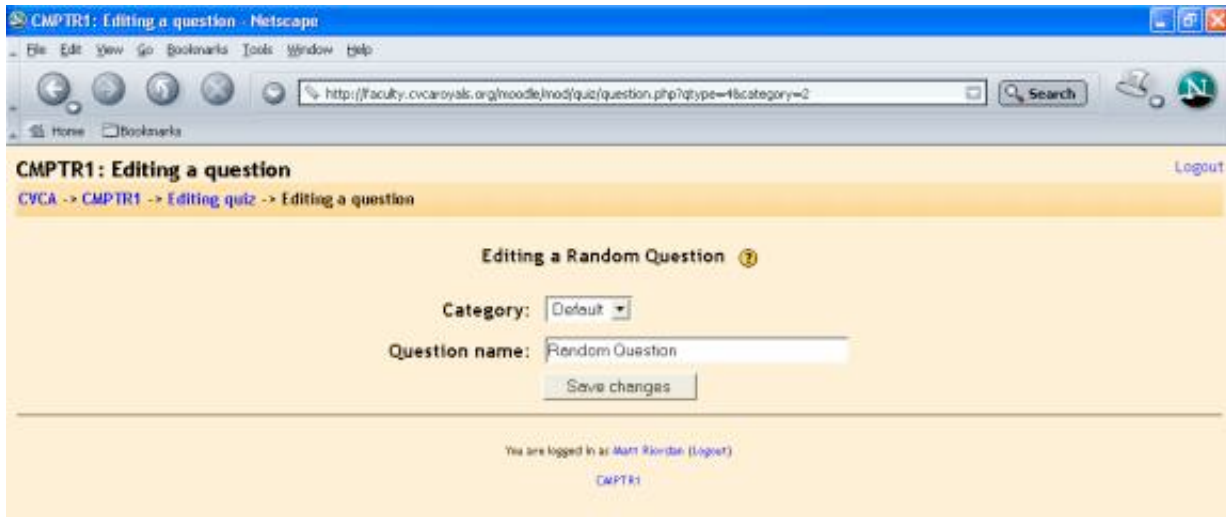 CMPTR1: Editing a question - Netscape
File Edit View Go Bookmarks Tools Window Help
http://faculty.cvcaroyals.org/moodle/mod/quiz/question.php?qtype=4&category=2 Search
Home Bookmarks
CMPTR1: Editing a question Logout
CVCA -> CMPTR1 -> Editing quiz -> Editing a question
Editing a Random Question ?
Category: Default
Question name: Random Question
Save changes
You are logged in as Matt Riordan (Logout)
CMPTR1